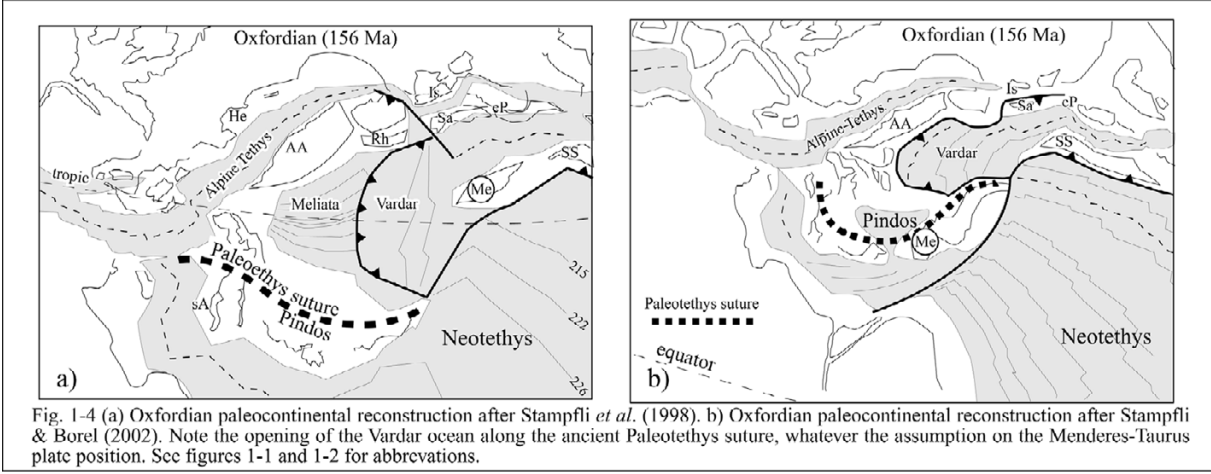 Oxfordian (156 Ma)
He
Is
eP
Sa
Rh
AA
SS
Alpine Tethys
tropic
Me
Meliata
Vardar
Paleoethys suture
sA
Pindos
215
222
226
Neotethys
a)
Oxfordian (156 Ma)
Is
Sa
eP
Alpine-Tethys
AA
SS
Vardar
Pindos
Me
Paleotethys suture
equator
Neotethys
b)
Fig. 1-4 (a) Oxfordian paleocontinental reconstruction after Stampfli et al. (1998). b) Oxfordian paleocontinental reconstruction after Stampfli
& Borel (2002). Note the opening of the Vardar ocean along the ancient Paleotethys suture, whatever the assumption on the Menderes-Taurus
plate position. See figures 1-1 and 1-2 for abbrevations.